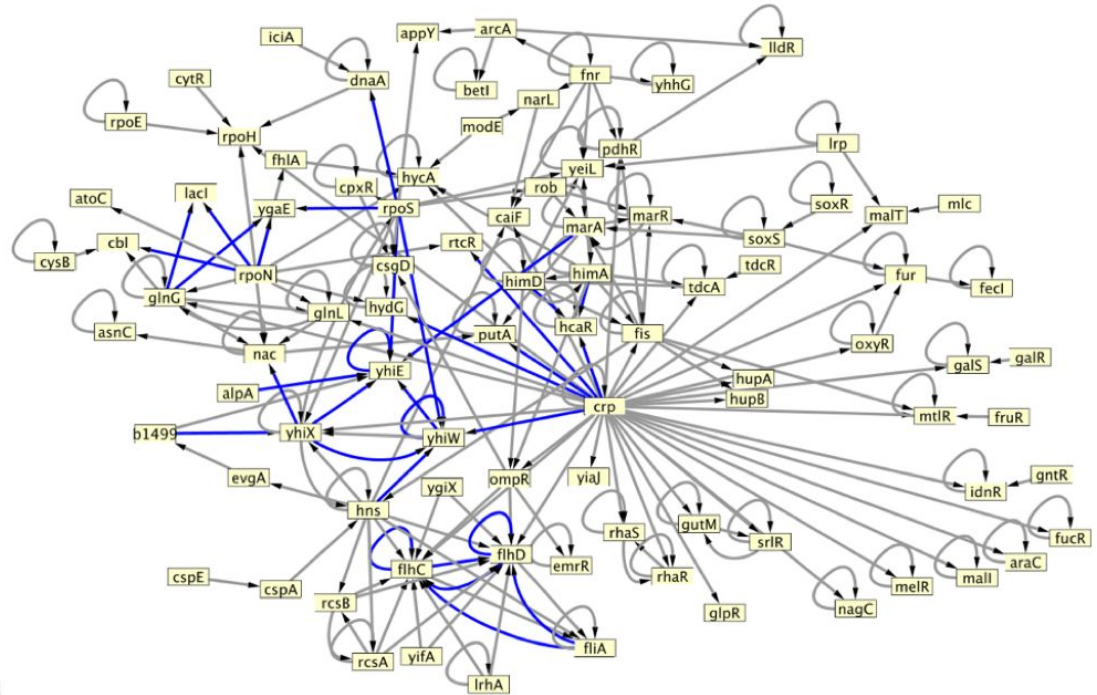 iciA
appY
arcA
lldR
cytR
dnaA
betI
fnr
yhhG
narL
rpoE
rpoH
modE
pdhR
lrp
fhlA
hycA
yeiL
atoC
lacI
cpxR
rob
soxR
ygaE
rpoS
caiF
marR
malT
mlc
marA
soxS
cbl
rtcR
cysB
rpoN
csgD
himD
himA
tdcR
fur
glnG
tdcA
fecI
asnC
glnL
hydG
putA
hcaR
fis
oxyR
nac
galS
galR
yhiE
hupA
alpA
hupB
crp
mtlR
fruR
b1499
yhiX
yhiW
evgA
ygiX
ompR
yiaJ
gntR
idnR
hns
rhaS
gutM
srlR
fucR
flhD
araC
cspE
cspA
flhC
emrR
rhaR
malI
melR
rcsB
nagC
glpR
rcsA
yifA
fliA
lrhA